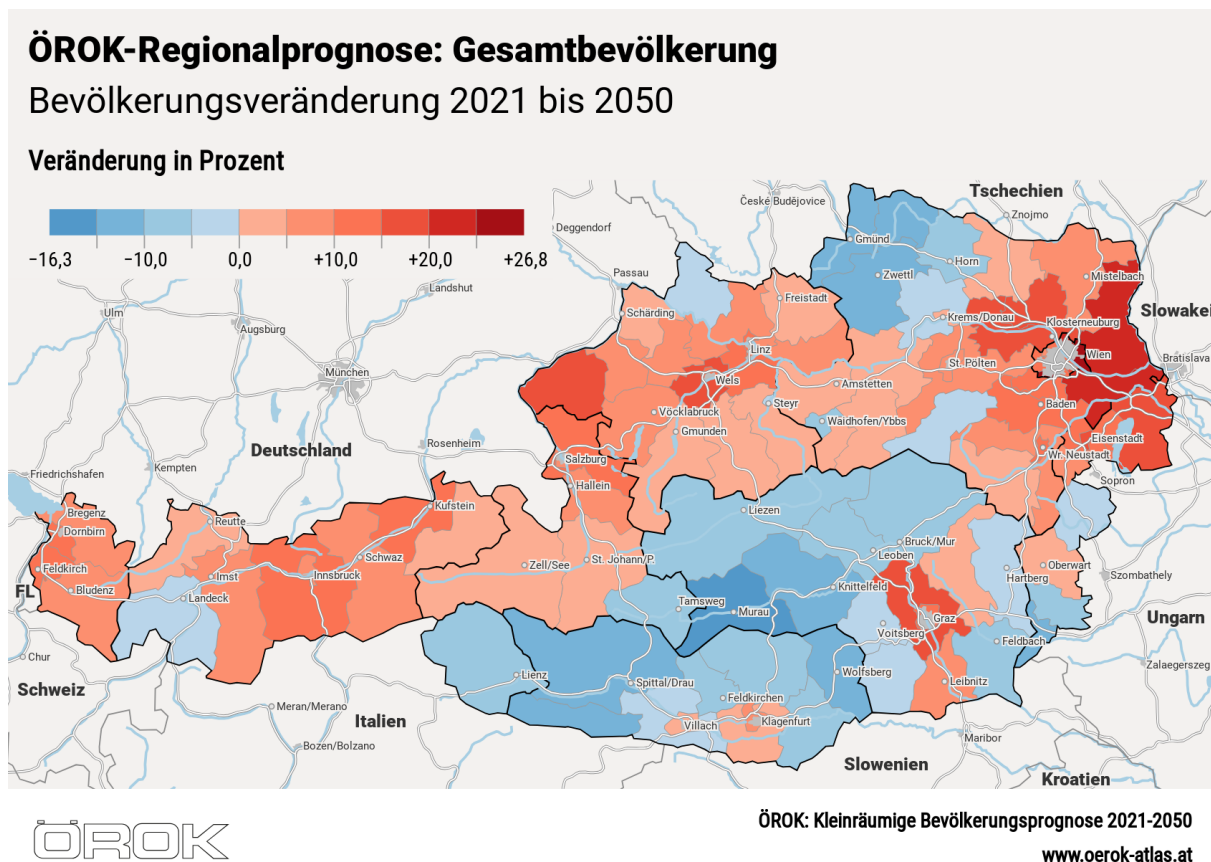 ÖROK-Regionalprognose: Gesamtbevölkerung
Bevölkerungsveränderung 2021 bis 2050
Veränderung in Prozent
−16,3 −10,0 0,0 +10,0 +20,0 +26,8
Tschechien
České Budějovice
Znojmo
Deggendorf
Gmünd
Horn
Passau
Zwettl
Mistelbach
Landshut
Freistadt
Ulm
Schärding
Krems/Donau
Klosterneuburg
Slowakei
Augsburg
Linz
Wien
Bratislava
München
Wels
St. Pölten
Amstetten
Steyr
Baden
Vöcklabruck
Waidhofen/Ybbs
Gmunden
Eisenstadt
Rosenheim
Deutschland
Salzburg
Wr. Neustadt
Kempten
Friedrichshafen
Hallein
Sopron
Bregenz
Kufstein
Liezen
Reutte
Dornbirn
Bruck/Mur
Schwaz
Leoben
Zell/See
St. Johann/P.
Oberwert
Feldkirch
Imst
Innsbruck
Hartberg
Szombathely
FL
Bludenz
Landeck
Knittelfeld
Tamsweg
Murau
Graz
Ungarn
Voitsberg
Feldbach
Chur
Zalaegerszeg
Lienz
Wolfsberg
Schweiz
Spittal/Drau
Leibnitz
Feldkirchen
Meran/Merano
Italien
Villach
Klagenfurt
Maribor
Bozen/Bolzano
Slowenien
Kroatien
ÖROK
ÖROK: Kleinräumige Bevölkerungsprognose 2021-2050
www.oerok-atlas.at